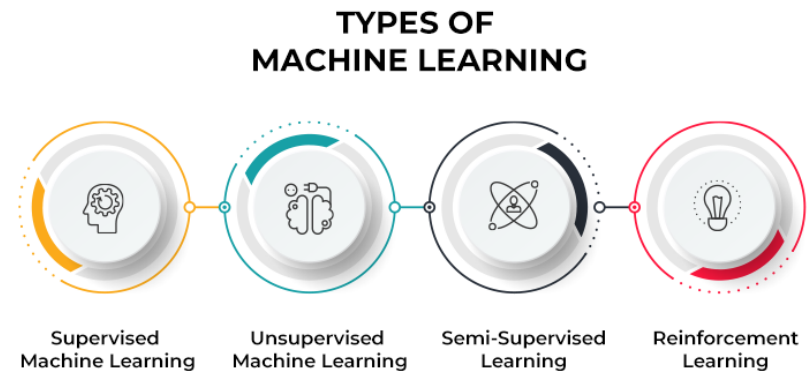 TYPES OF
MACHINE LEARNING
Supervised
Machine Learning
Unsupervised
Machine Learning
Semi-Supervised
Learning
Reinforcement
Learning